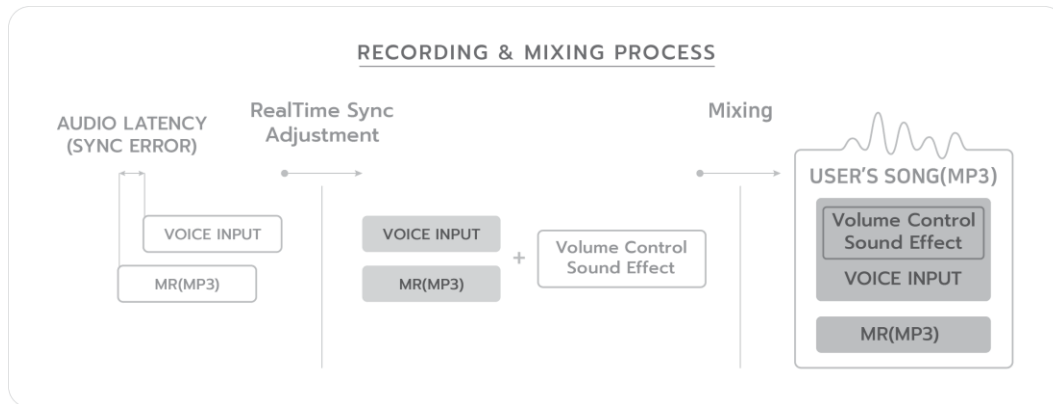 RECORDING & MIXING PROCESS
AUDIO LATENCY
(SYNC ERROR)
VOICE INPUT
MR(MP3)
RealTime Sync
Adjustment
VOICE INPUT
MR(MP3)
+
Volume Control
Sound Effect
Mixing
USER'S SONG(MP3)
Volume Control
Sound Effect
VOICE INPUT
MR(MP3)